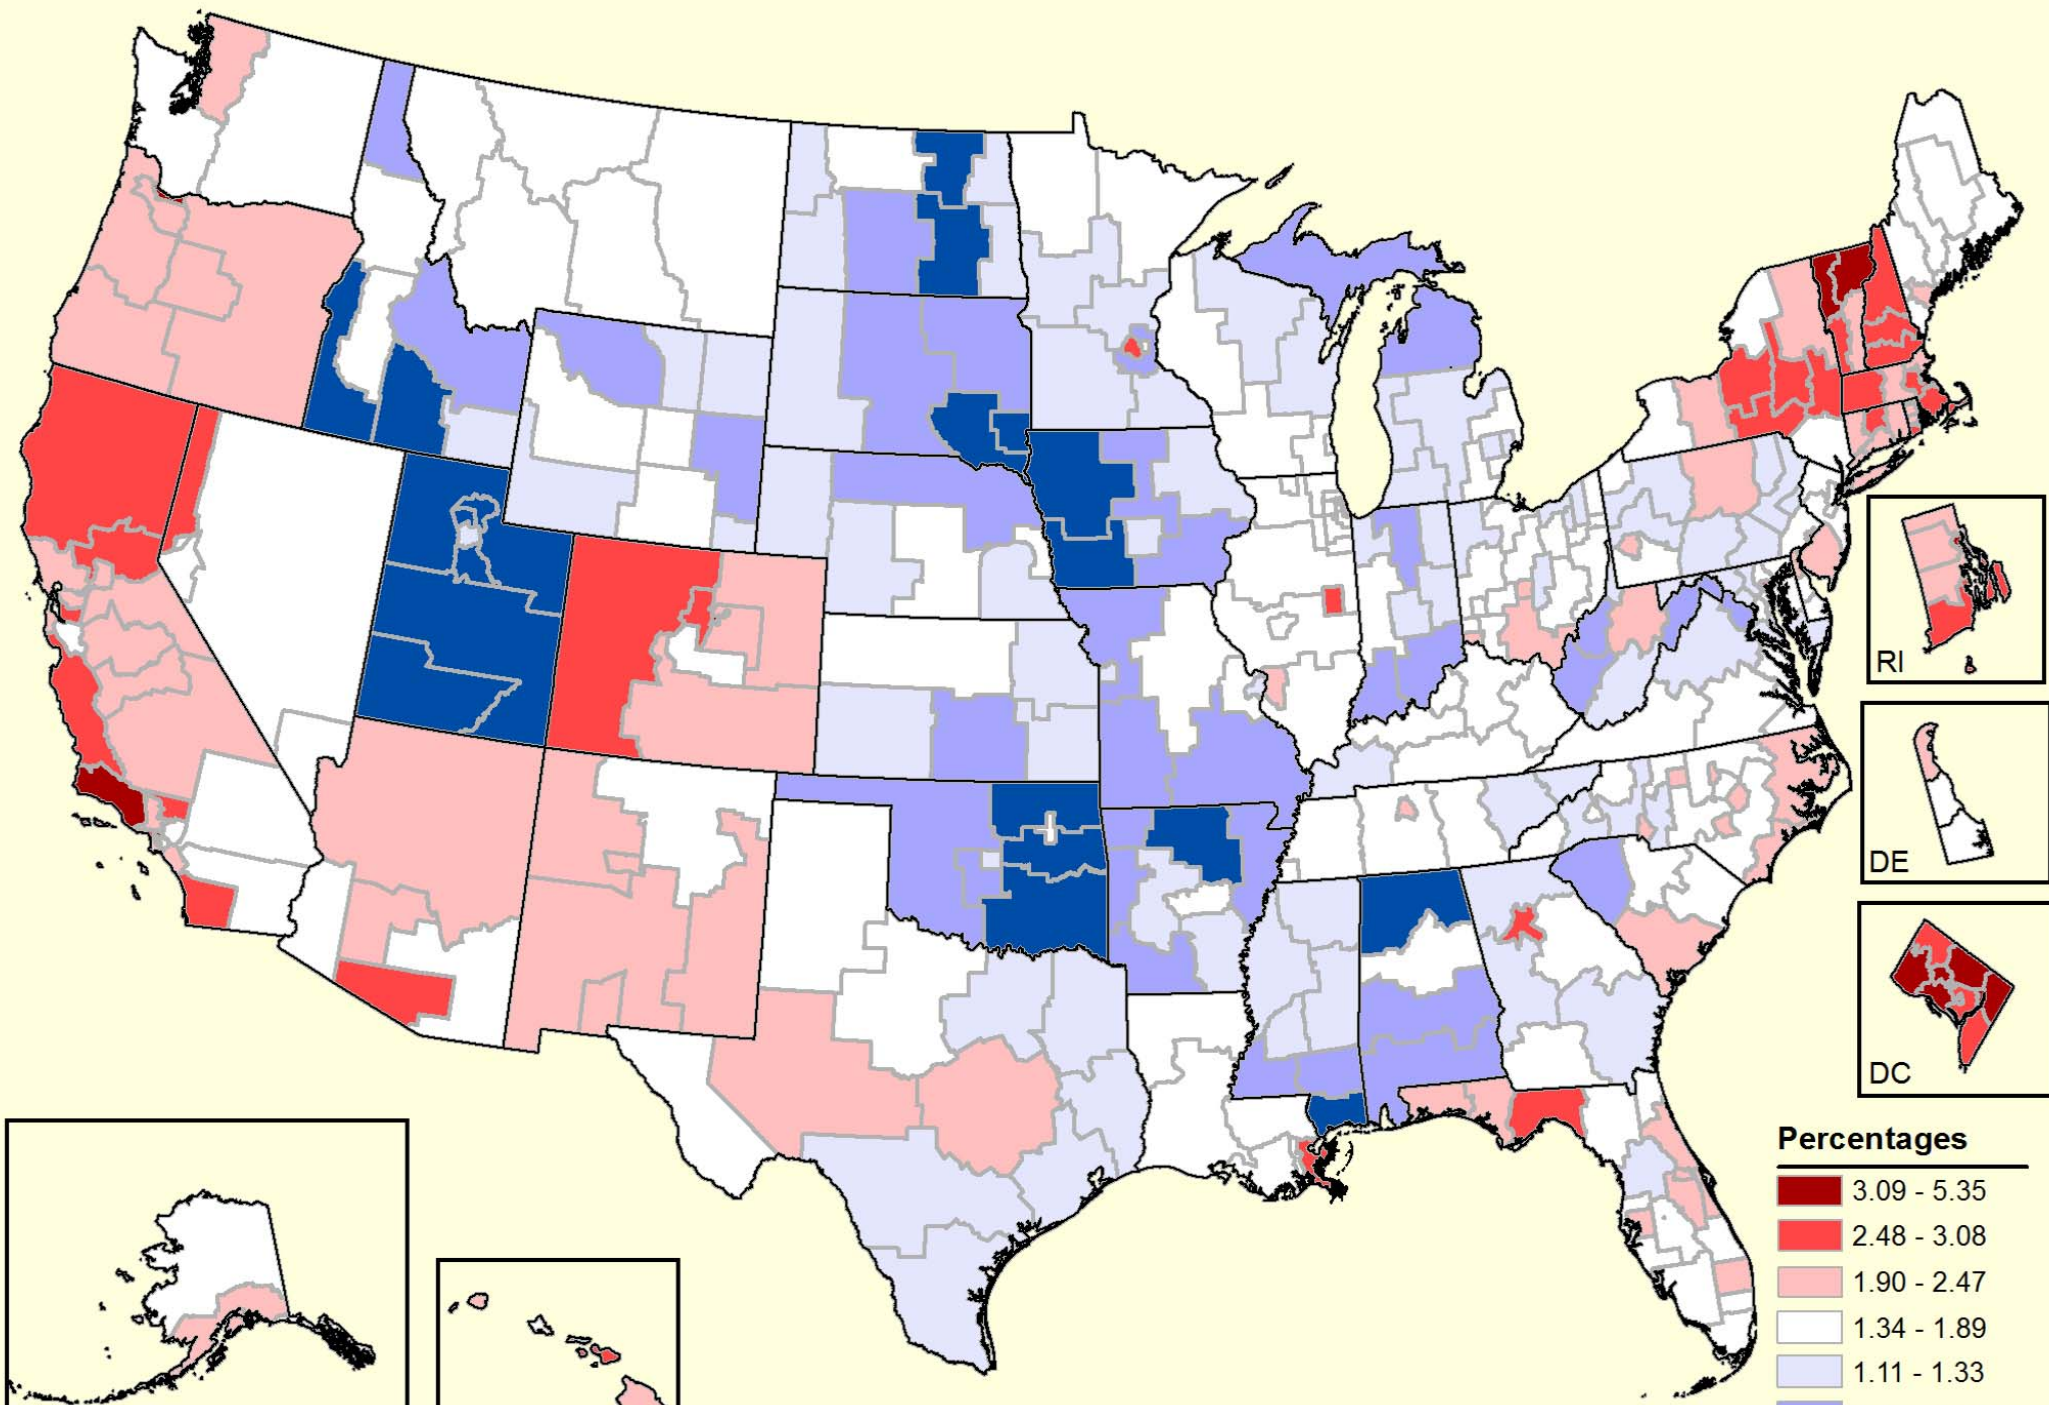 RI
DE
DC
Percentages
3.09 - 5.35
2.48 - 3.08
1.90 - 2.47
1.34 - 1.89
1.11 - 1.33